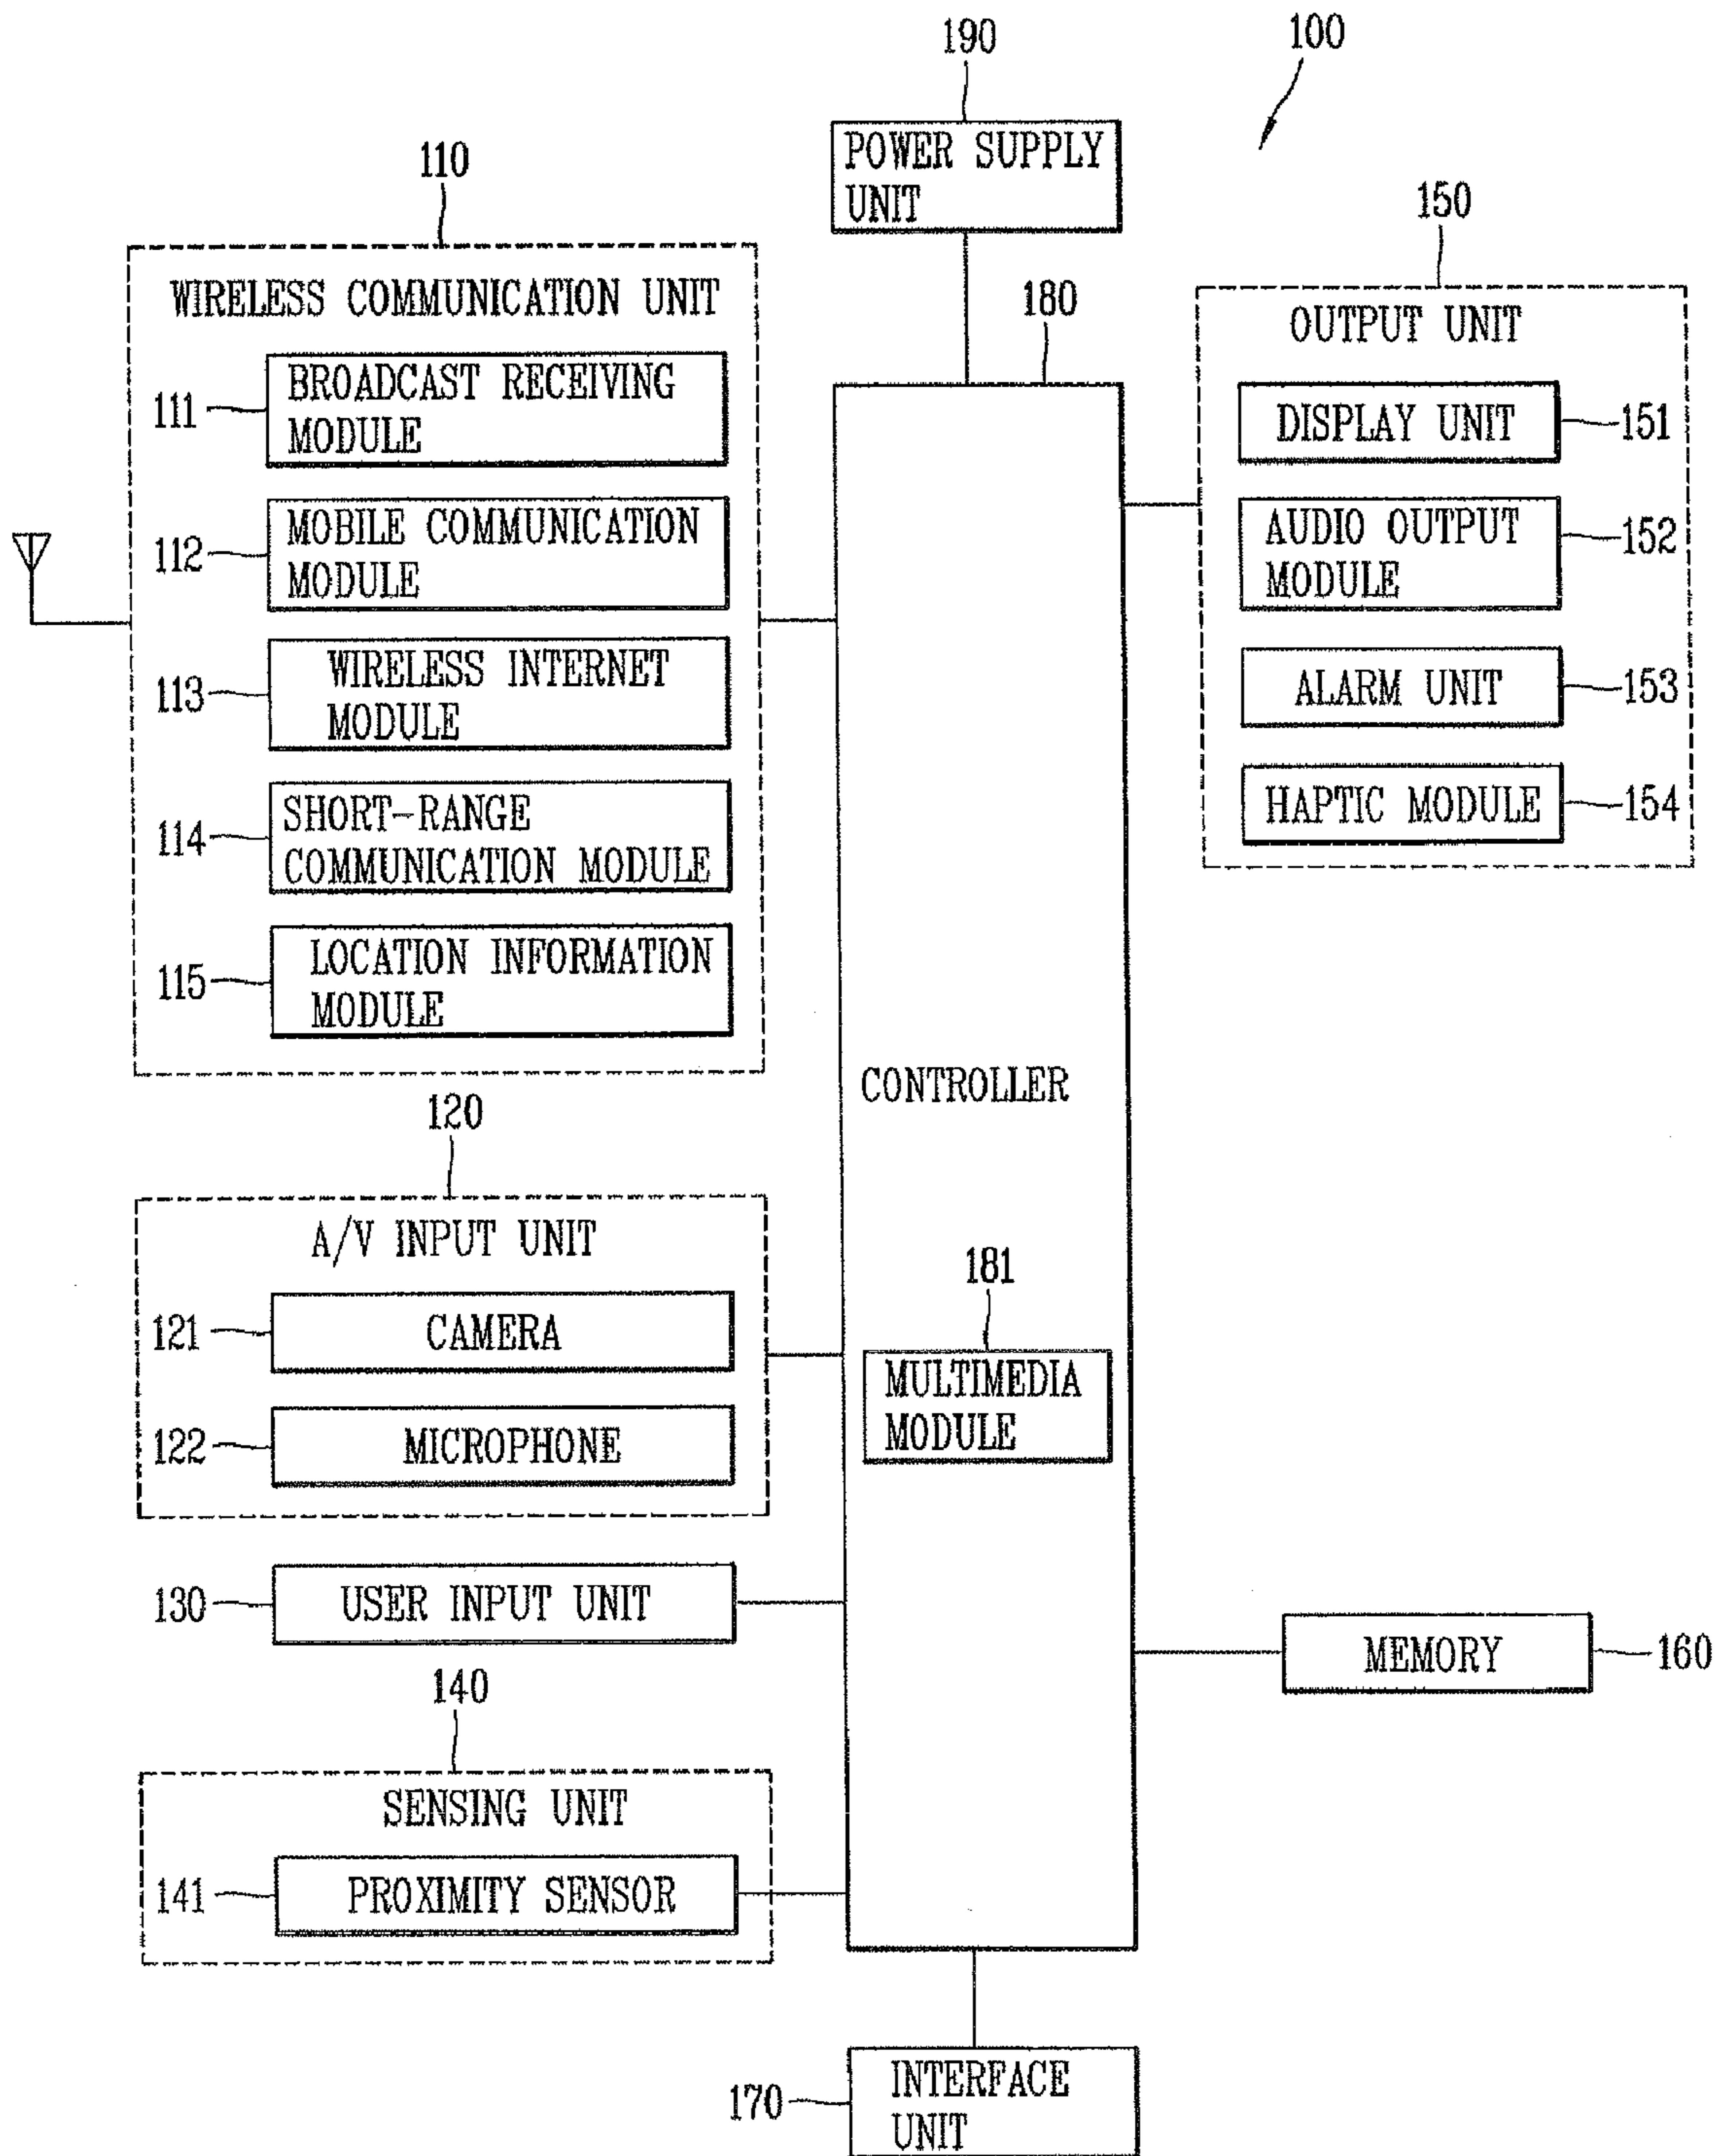 100
190
POWER SUPPLY
UNIT
110
WIRELESS COMMUNICATION UNIT
111
BROADCAST RECEIVING
MODULE
112
MOBILE COMMUNICATION
MODULE
113
WIRELESS INTERNET
MODULE
114
SHORT-RANGE
COMMUNICATION MODULE
115
LOCATION INFORMATION
MODULE
120
A/V INPUT UNIT
121
CAMERA
122
MICROPHONE
130
USER INPUT UNIT
140
SENSING UNIT
141
PROXIMITY SENSOR
180
CONTROLLER
181
MULTIMEDIA
MODULE
150
OUTPUT UNIT
DISPLAY UNIT
151
AUDIO OUTPUT
MODULE
152
ALARM UNIT
153
HAPTIC MODULE
154
MEMORY
160
170
INTERFACE
UNIT